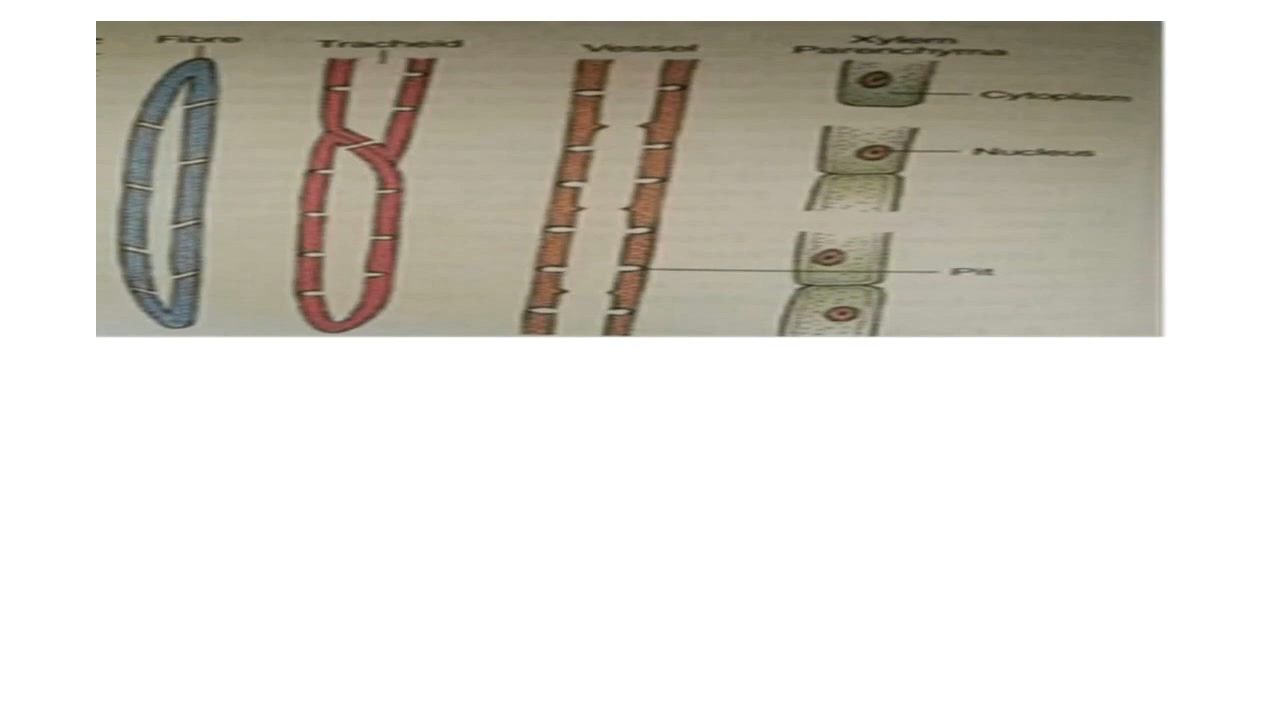 Fibre
Tracheid
Vessel
Xylem
Parenchyma
Cytoplasm
Nucleus
Pit